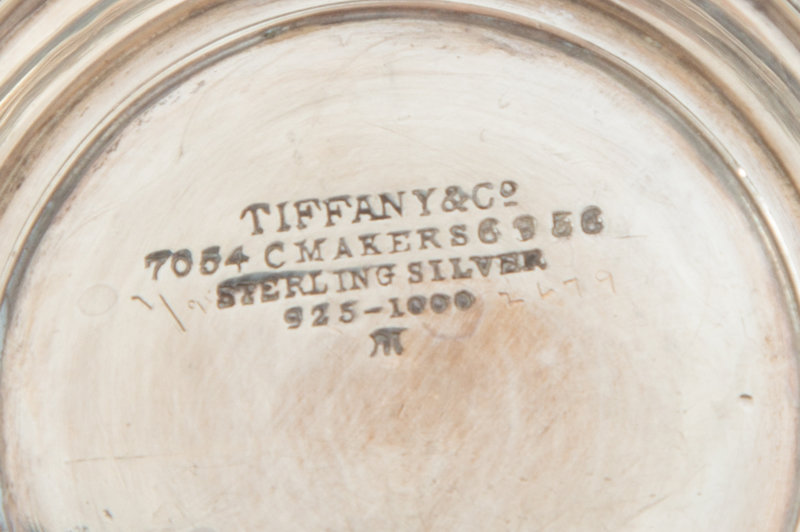 TIFFANY & Cº
7054 C MAKERS 6956
STERLING SILVER
925-1000
M